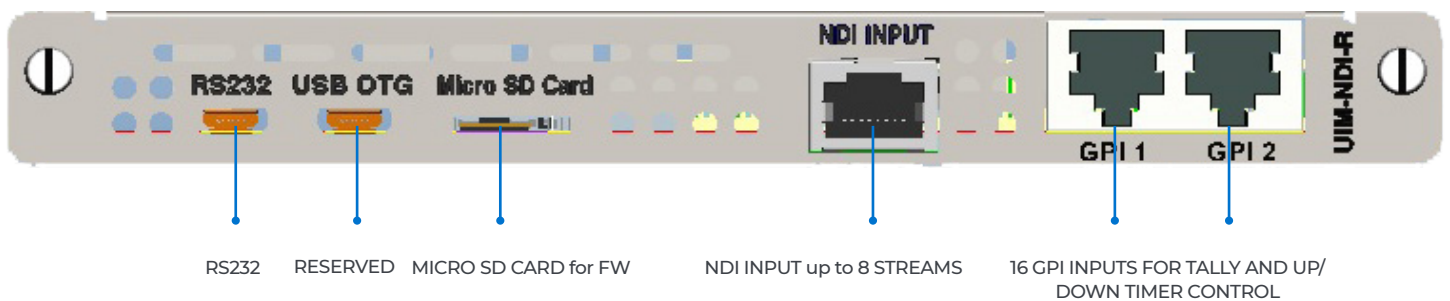 NDI INPUT
RS232 USB OTG Micro SD Card
UIM-NDI-R
GPI 1 GPI 2
RS232 RESERVED MICRO SD CARD for FW NDI INPUT up to 8 STREAMS 16 GPI INPUTS FOR TALLY AND UP/
DOWN TIMER CONTROL